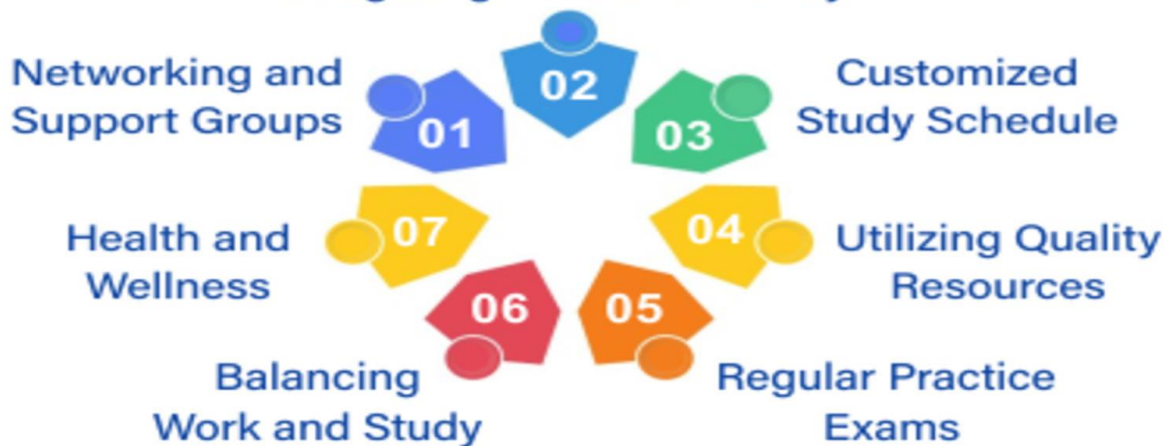 02
Networking and
Support Groups
01
03
Customized
Study Schedule
Health and
Wellness
07
04
Utilizing Quality
Resources
06
05
Balancing
Work and Study
Regular Practice
Exams